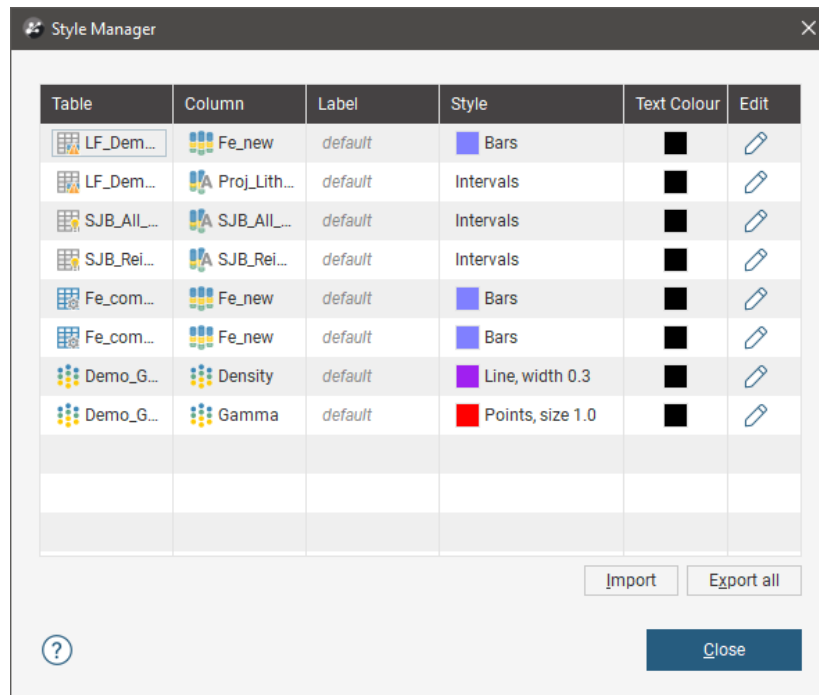 Style Manager
Table Column Label Style Text Colour Edit
LF_Dem... Fe_new default Bars
LF_Dem... Proj_Lith... default Intervals
SJB_All_... SJB_All_... default Intervals
SJB_Rei... SJB_Rei... default Intervals
Fe_com... Fe_new default Bars
Fe_com... Fe_new default Bars
Demo_G... Density default Line, width 0.3
Demo_G... Gamma default Points, size 1.0
Import Export all
? Close